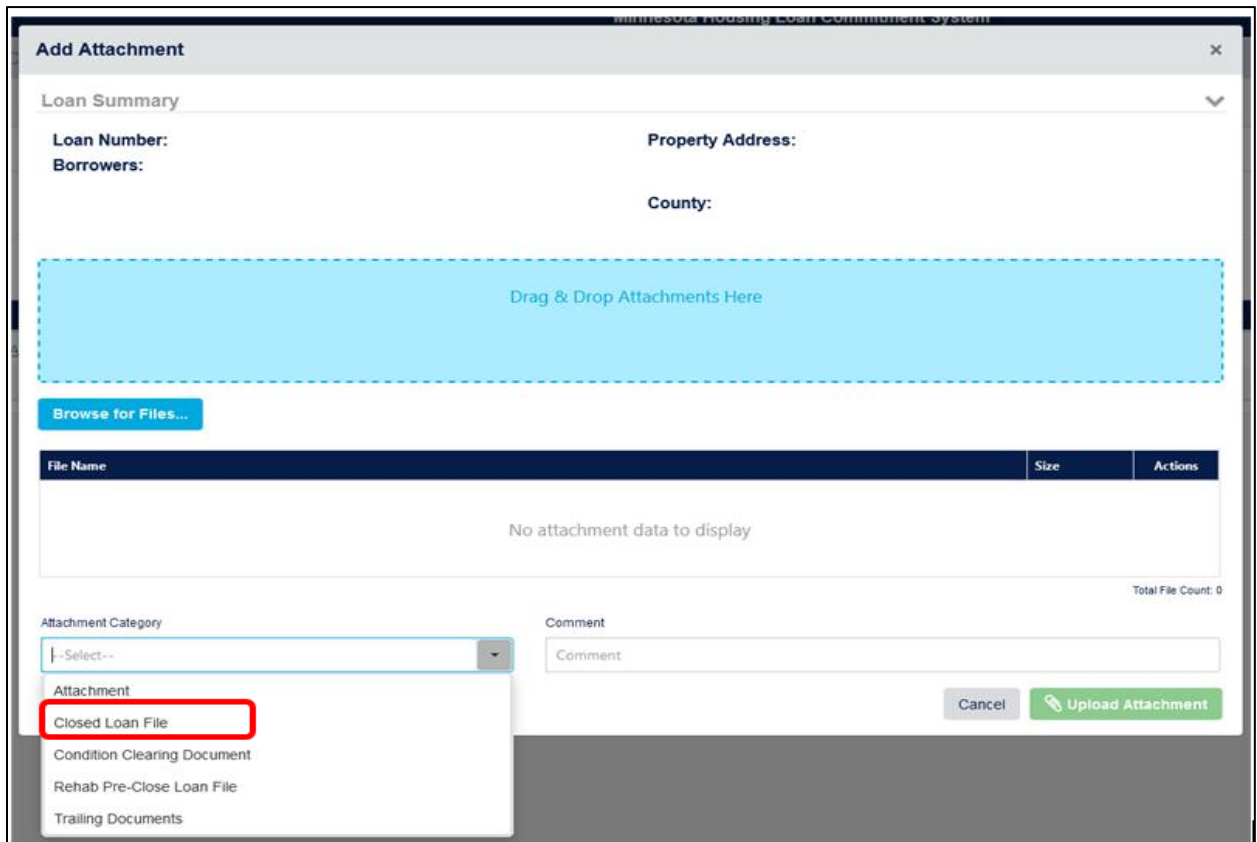 Minnesota Housing Loan Commitment System
Add Attachment ×
Loan Summary
Loan Number: Property Address:
Borrowers:
County:
Drag & Drop Attachments Here
Browse for Files...
File Name Size Actions
No attachment data to display
Total File Count: 0
Attachment Category Comment
--Select-- Comment
Attachment
Cancel Upload Attachment
Closed Loan File
Condition Clearing Document
Rehab Pre-Close Loan File
Trailing Documents